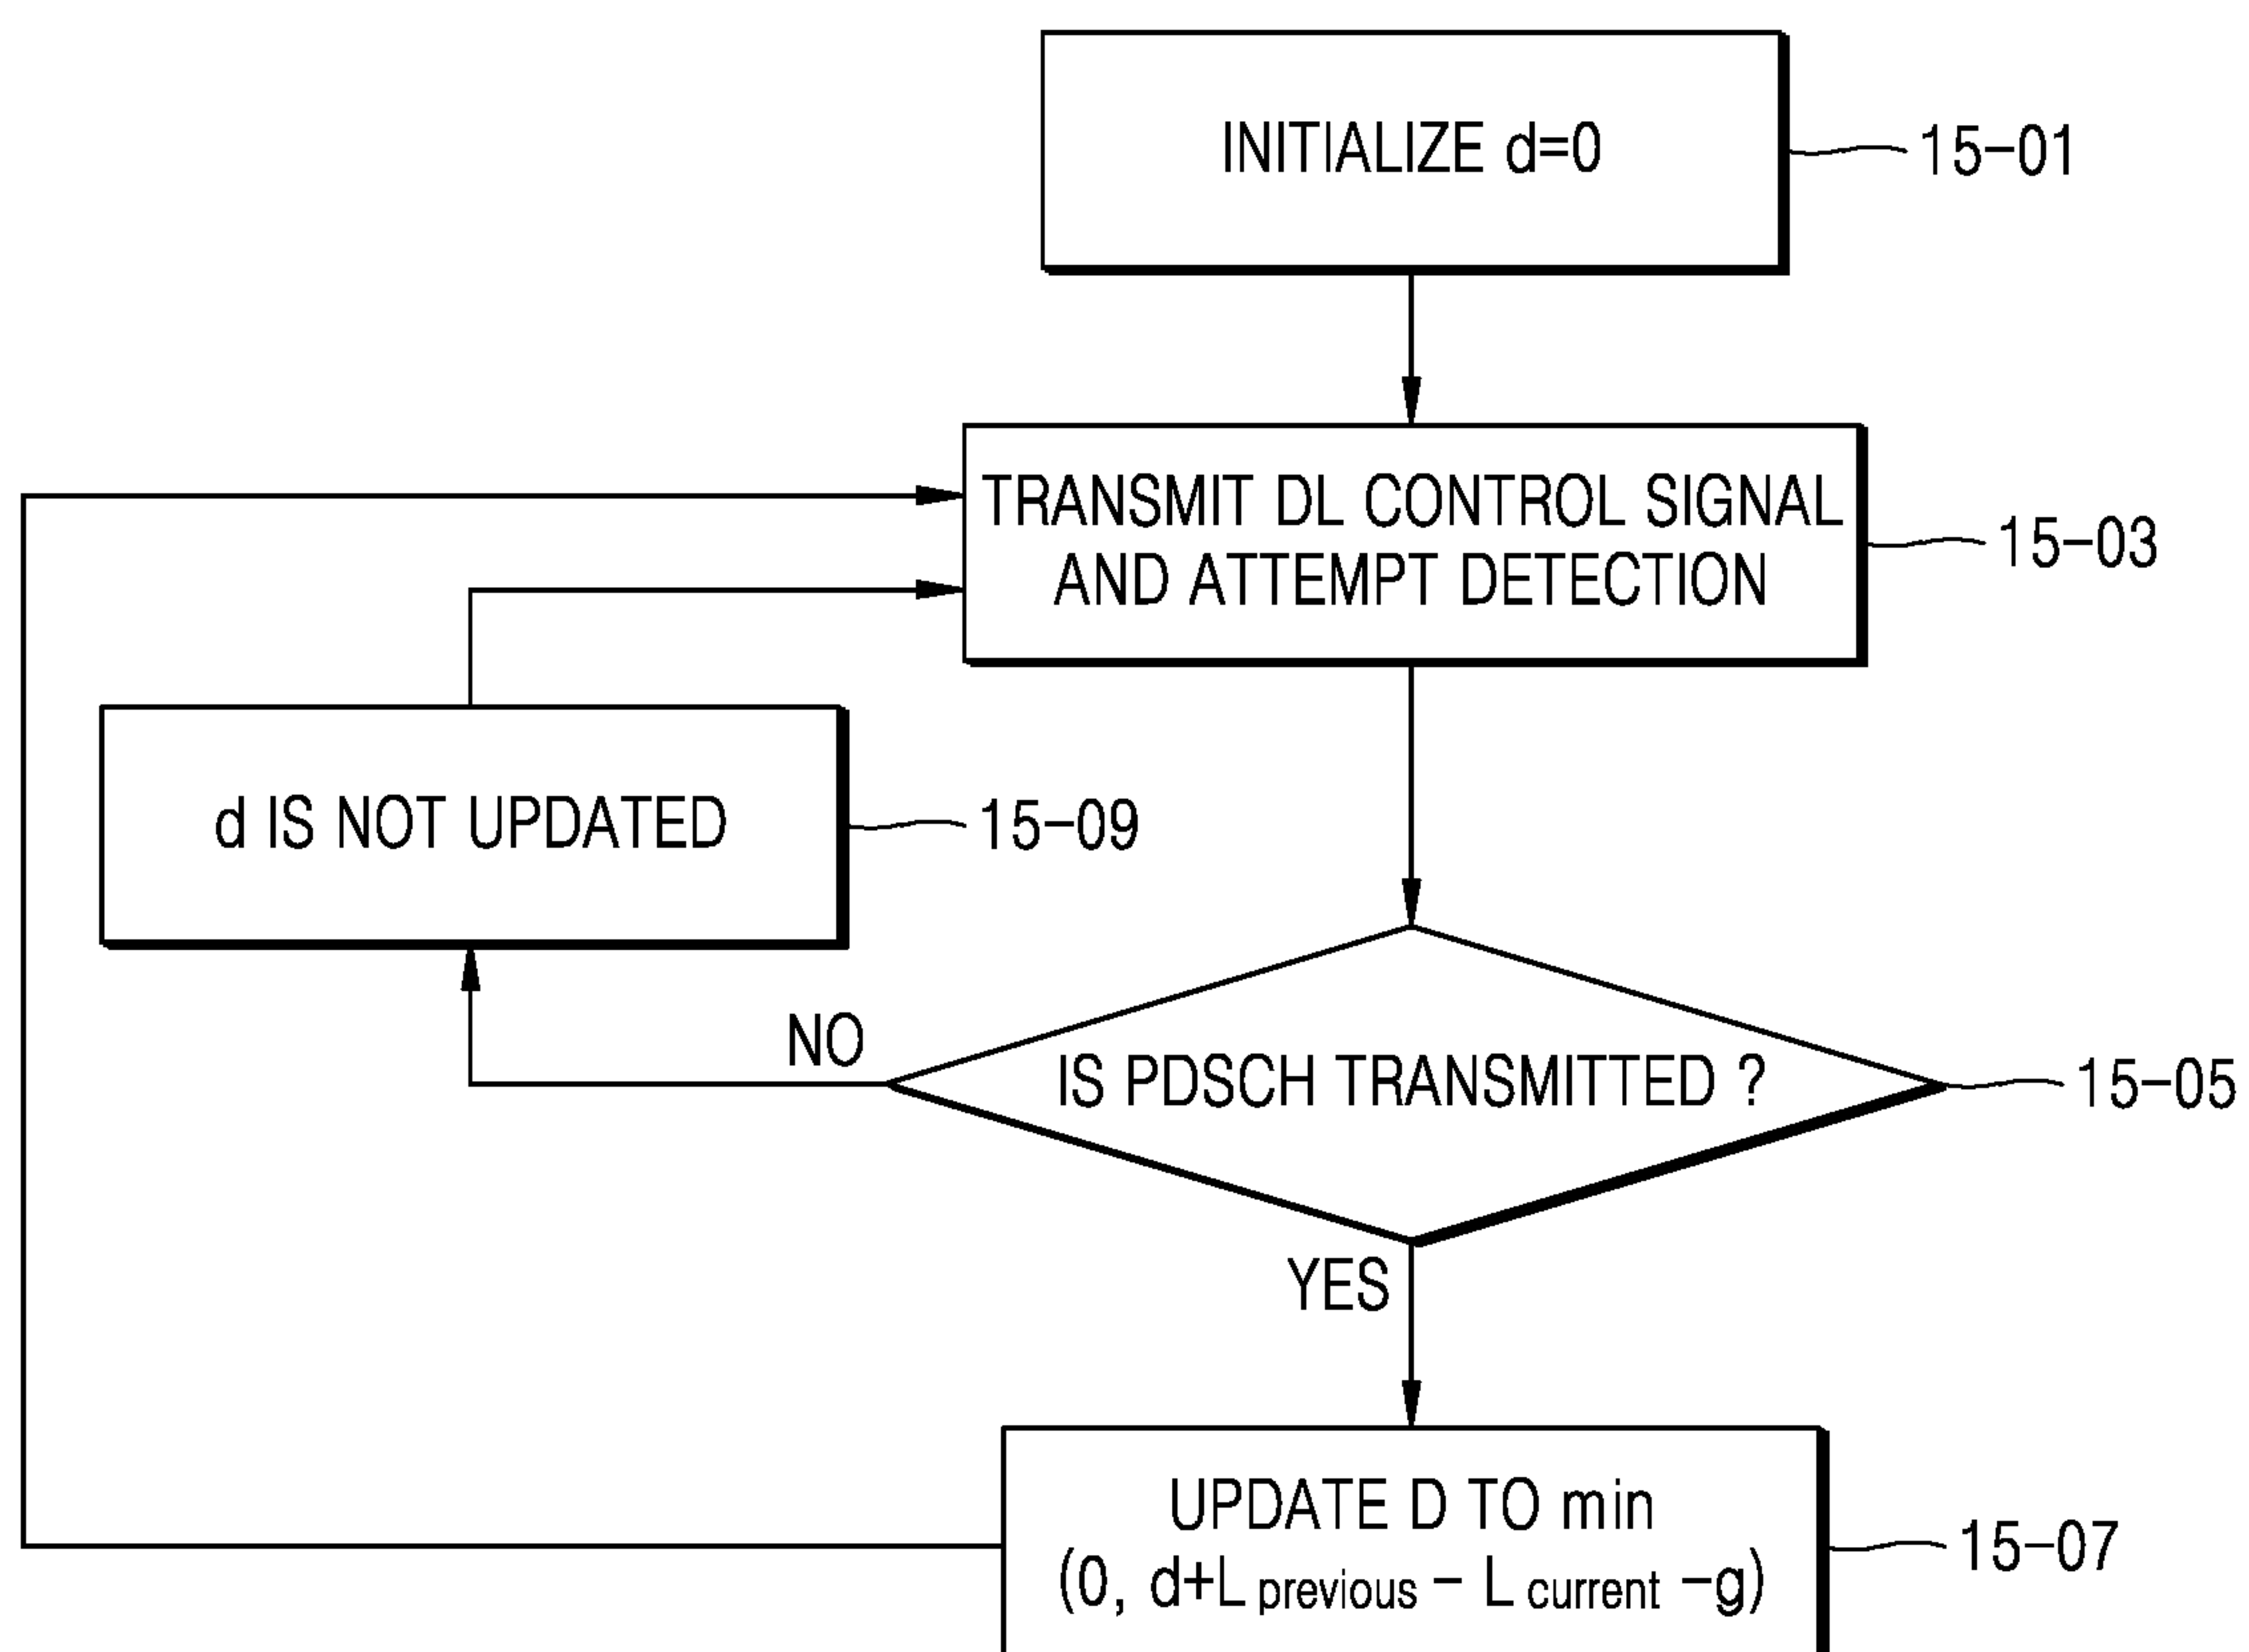 INITIALIZE d=0
15-01
TRANSMIT DL CONTROL SIGNAL
AND ATTEMPT DETECTION
15-03
d IS NOT UPDATED
15-09
NO
IS PDSCH TRANSMITTED ?
15-05
YES
UPDATE D TO min
(0, d+L previous - L current -g)
15-07